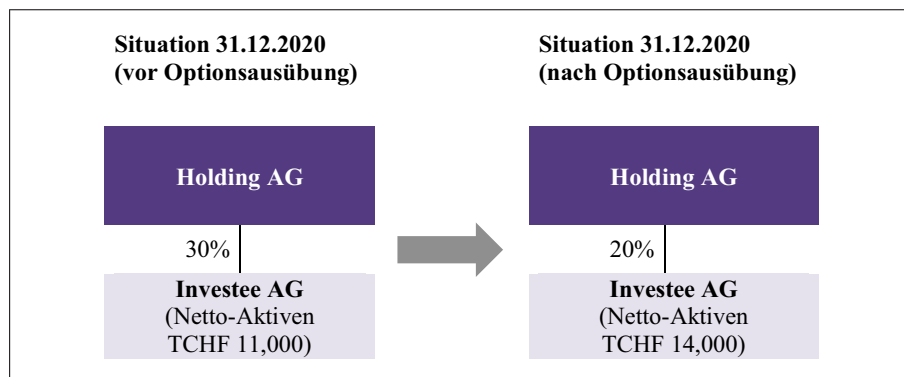 Situation 31.12.2020
(vor Optionsausübung)
Situation 31.12.2020
(nach Optionsausübung)
Holding AG
Holding AG
30%
20%
Investee AG
(Netto-Aktiven
TCHF 11,000)
Investee AG
(Netto-Aktiven
TCHF 14,000)